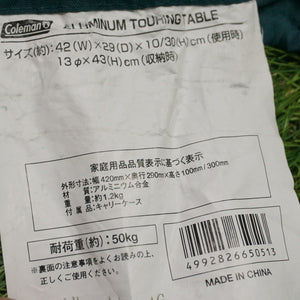 Coleman ALUMINUM TOURING TABLE
サイズ(約):42(W)×29(D)×10/30(H)cm(使用時)
13φ×43(H)cm(収納時)
家庭用品品質表示に基づく表示
外形寸法:幅420mm×奥行290mm×高さ100mm/300mm
材質:アルミニウム合金
質量:約1.2kg
付属品:キャリーケース
耐荷重(約):50kg
※裏面の注意事項をよくお読みの上、
正しくご使用ください。
4992826650513
MADE IN CHINA